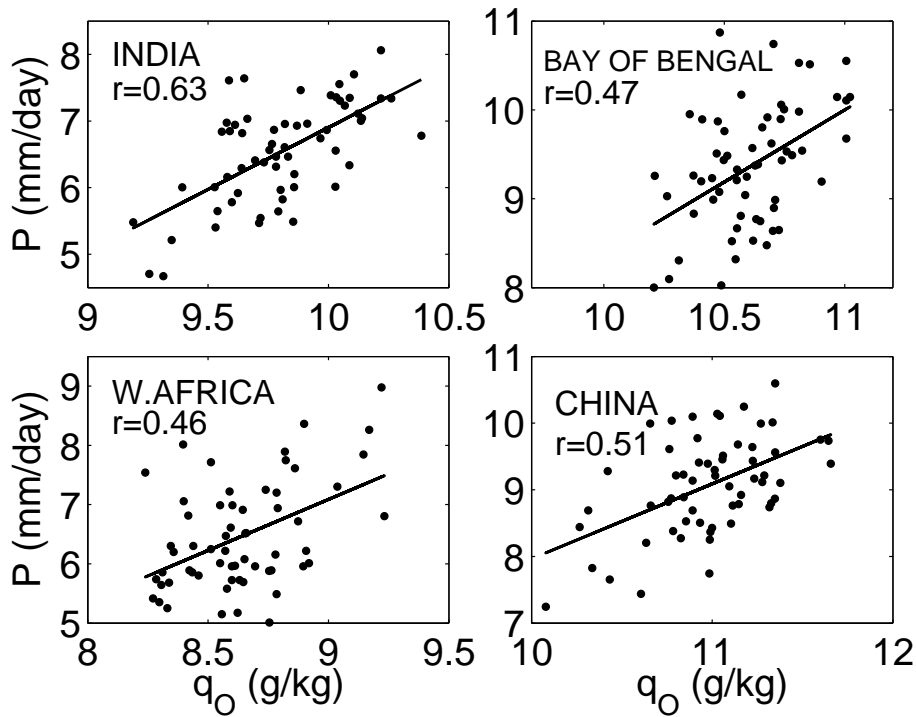 INDIA
r=0.63
P (mm/day)
8
7
6
5
9
9.5
10
10.5
BAY OF BENGAL
r=0.47
11
10
9
8
10
10.5
11
W.AFRICA
r=0.46
P (mm/day)
9
8
7
6
5
8
8.5
9
9.5
q_O (g/kg)
CHINA
r=0.51
11
10
9
8
7
10
11
12
q_O (g/kg)